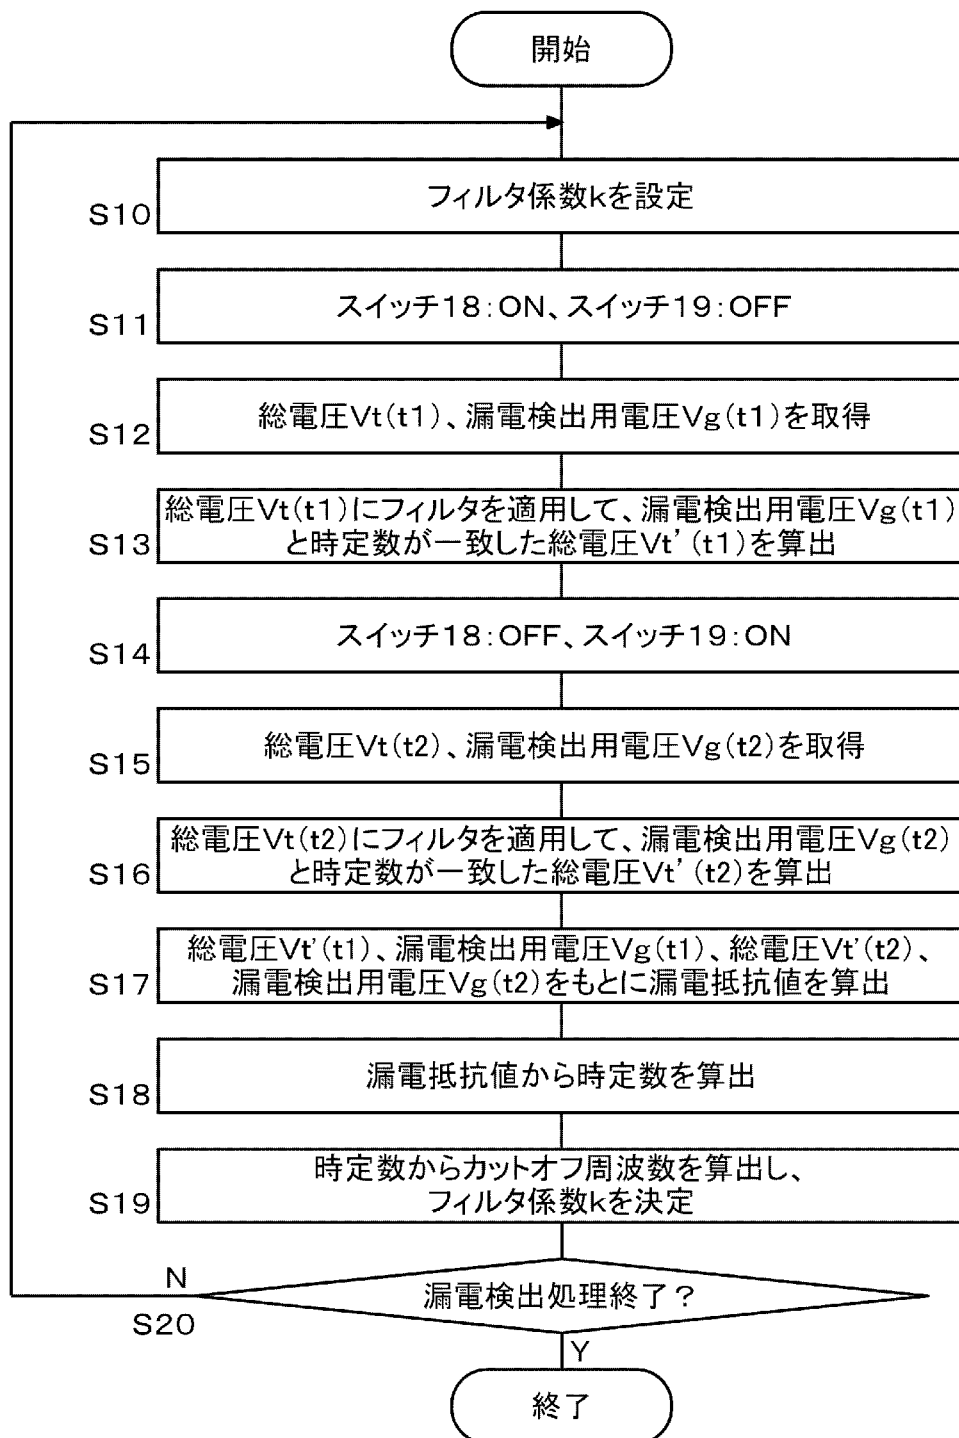 開始
S10
フィルタ係数kを設定
S11
スイッチ18:ON、スイッチ19:OFF
S12
総電圧Vt(t1)、漏電検出用電圧Vg(t1)を取得
S13
総電圧Vt(t1)にフィルタを適用して、漏電検出用電圧Vg(t1)
と時定数が一致した総電圧Vt'(t1)を算出
S14
スイッチ18:OFF、スイッチ19:ON
S15
総電圧Vt(t2)、漏電検出用電圧Vg(t2)を取得
S16
総電圧Vt(t2)にフィルタを適用して、漏電検出用電圧Vg(t2)
と時定数が一致した総電圧Vt'(t2)を算出
S17
総電圧Vt'(t1)、漏電検出用電圧Vg(t1)、総電圧Vt'(t2)、
漏電検出用電圧Vg(t2)をもとに漏電抵抗値を算出
S18
漏電抵抗値から時定数を算出
S19
時定数からカットオフ周波数を算出し、
フィルタ係数kを決定
N
S20
漏電検出処理終了?
Y
終了